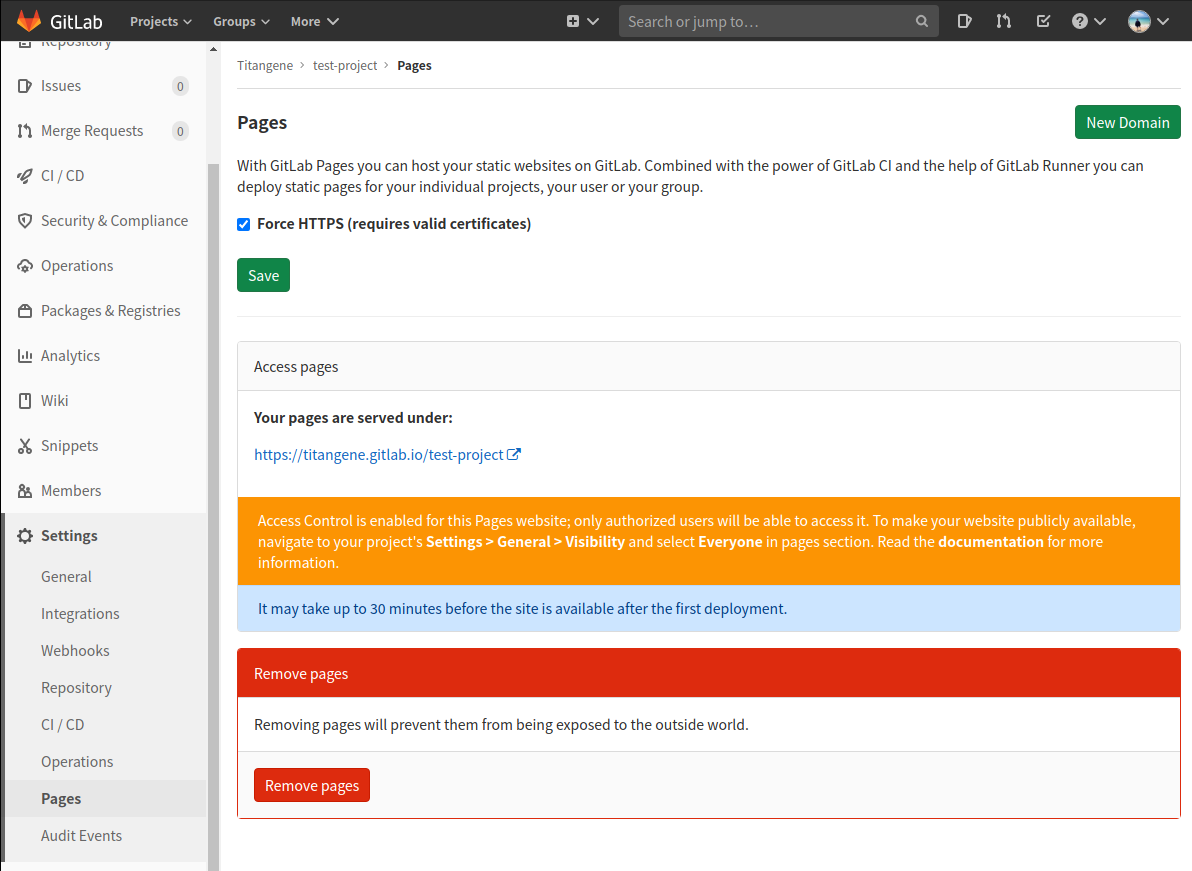 GitLab Projects Groups More Search or jump to…
Repository
Issues 0
Merge Requests 0
CI / CD
Security & Compliance
Operations
Packages & Registries
Analytics
Wiki
Snippets
Members
Settings
General
Integrations
Webhooks
Repository
CI / CD
Operations
Pages
Audit Events
Titangene › test-project › Pages
Pages
New Domain
With GitLab Pages you can host your static websites on GitLab. Combined with the power of GitLab CI and the help of GitLab Runner you can
deploy static pages for your individual projects, your user or your group.
Force HTTPS (requires valid certificates)
Save
Access pages
Your pages are served under:
https://titangene.gitlab.io/test-project
Access Control is enabled for this Pages website; only authorized users will be able to access it. To make your website publicly available,
navigate to your project's Settings > General > Visibility and select Everyone in pages section. Read the documentation for more
information.
It may take up to 30 minutes before the site is available after the first deployment.
Remove pages
Removing pages will prevent them from being exposed to the outside world.
Remove pages